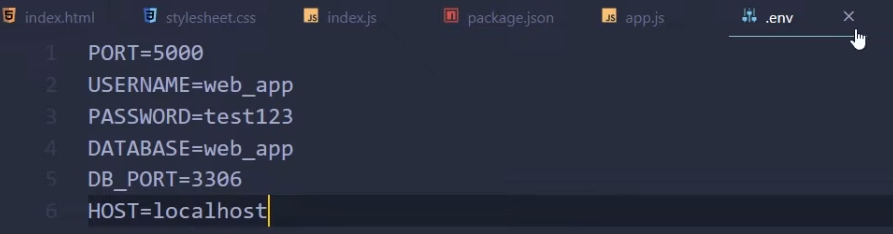 index.html stylesheet.css index.js package.json app.js .env
1 PORT=5000
2 USERNAME=web_app
3 PASSWORD=test123
4 DATABASE=web_app
5 DB_PORT=3306
6 HOST=localhost